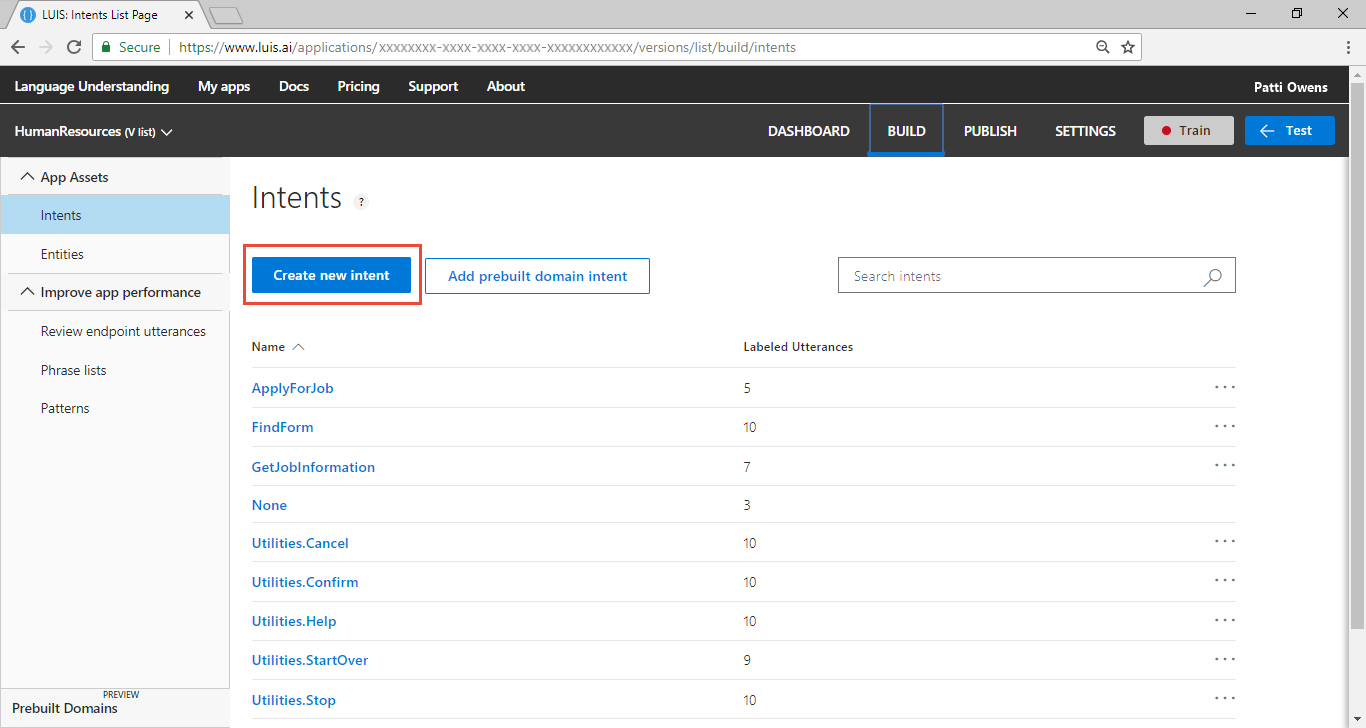 LUIS: Intents List Page
Secure https://www.luis.ai/applications/xxxxxxxx-xxxx-xxxx-xxxx-xxxxxxxxxxxx/versions/list/build/intents
Language Understanding My apps Docs Pricing Support About Patti Owens
HumanResources (V list) DASHBOARD BUILD PUBLISH SETTINGS Train Test
App Assets
Intents
Entities
Improve app performance
Review endpoint utterances
Phrase lists
Patterns
PREVIEW
Prebuilt Domains
Intents ?
Create new intent Add prebuilt domain intent Search intents
Name Labeled Utterances
ApplyForJob 5 ...
FindForm 10 ...
GetJobInformation 7 ...
None 3
Utilities.Cancel 10 ...
Utilities.Confirm 10 ...
Utilities.Help 10 ...
Utilities.StartOver 9 ...
Utilities.Stop 10 ...